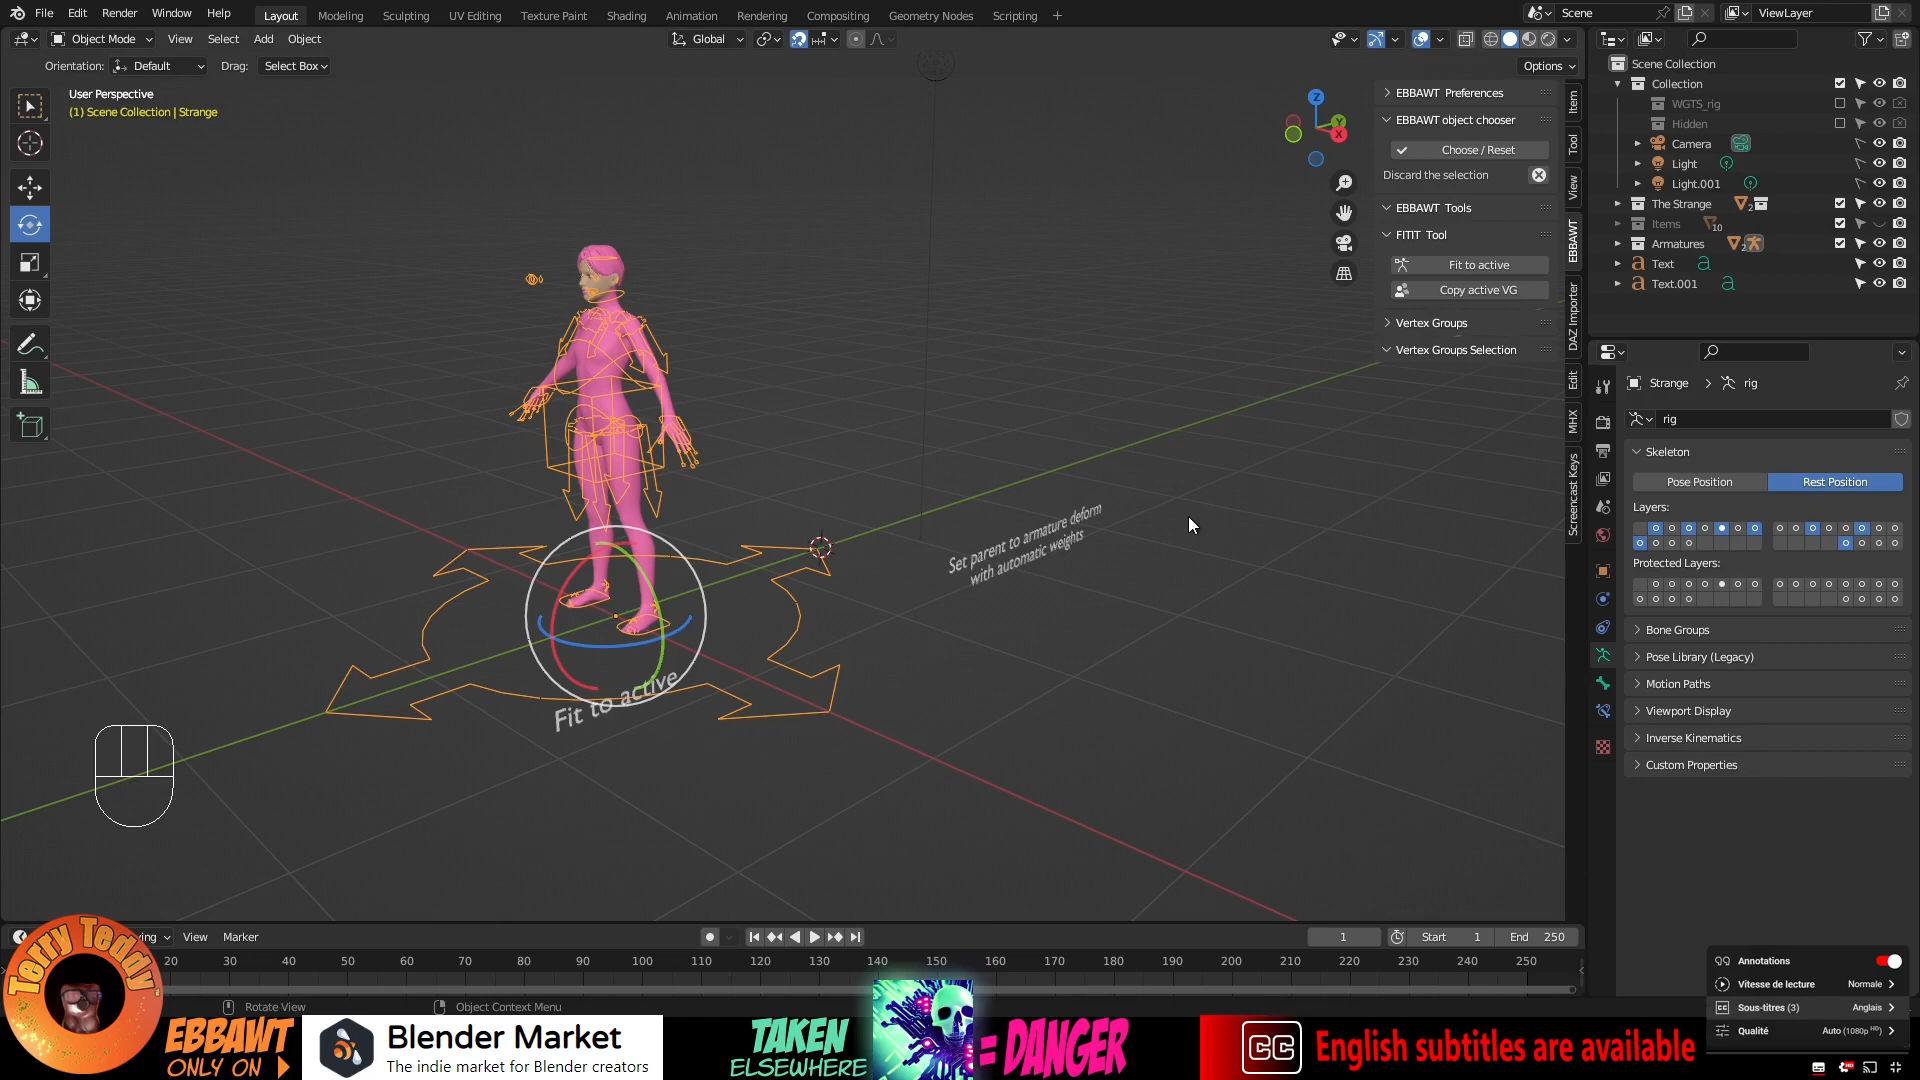 File Edit Render Window Help Layout Modeling Sculpting UV Editing Texture Paint Shading Animation Rendering Compositing Geometry Nodes Scripting + Scene ViewLayer
Object Mode View Select Add Object Global
Orientation: Default Drag: Select Box Options
User Perspective
(1) Scene Collection | Strange
EBBAWT Preferences
EBBAWT object chooser
Choose / Reset
Discard the selection
EBBAWT Tools
FITIT Tool
Fit to active
Copy active VG
Vertex Groups
Vertex Groups Selection
Item
Tool
View
EBBAWT
DAZ Importer
Edit
MHX
Screencast Keys
Z
Y
X
Set parent to armature deform
with automatic weights
Fit to active
Scene Collection
Collection
WGTS_rig
Hidden
Camera
Light
Light.001
The Strange 2
Items 10
Armatures 2
Text
Text.001
Strange > rig
rig
Skeleton
Pose Position Rest Position
Layers:
Protected Layers:
Bone Groups
Pose Library (Legacy)
Motion Paths
Viewport Display
Inverse Kinematics
Custom Properties
ying View Marker 1 Start 1 End 250
20 30 40 50 60 70 80 90 100 110 120 130 140 150 160 170 180 190 200 210 220 230 240 250
Rotate View Object Context Menu
Terry Teddy
EBBAWT
ONLY ON
Blender Market
The indie market for Blender creators
TAKEN
ELSEWHERE
= DANGER
CC English subtitles are available
Annotations
Vitesse de lecture Normale
Sous-titres (3) Anglais
Qualité Auto (1080p HD)